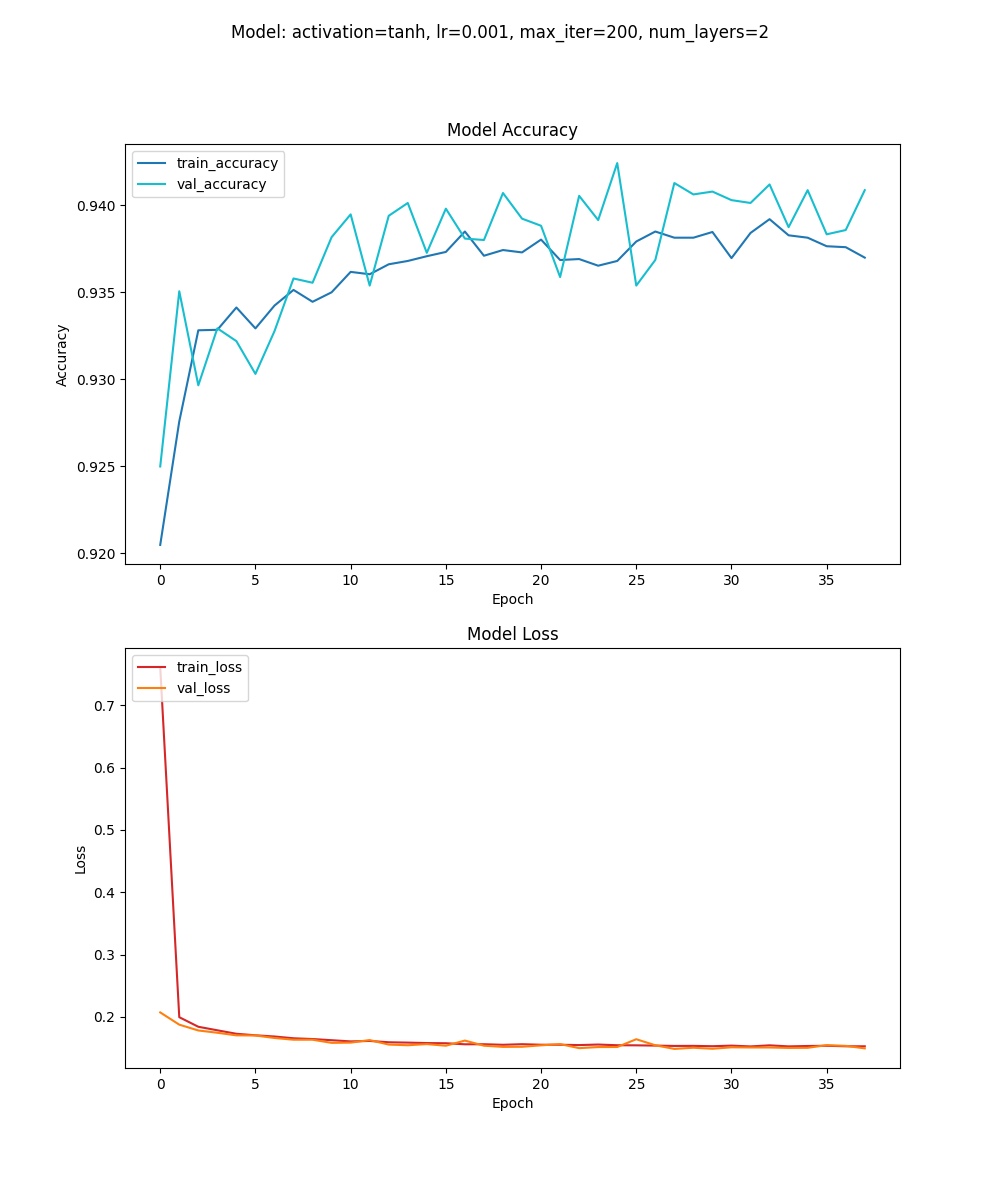 Model: activation=tanh, lr=0.001, max_iter=200, num_layers=2
Model Accuracy
train_accuracy
val_accuracy
0.940
0.935
0.930
0.925
0.920
Accuracy
0 5 10 15 20 25 30 35
Epoch
Model Loss
train_loss
val_loss
0.7
0.6
0.5
0.4
0.3
0.2
Loss
0 5 10 15 20 25 30 35
Epoch